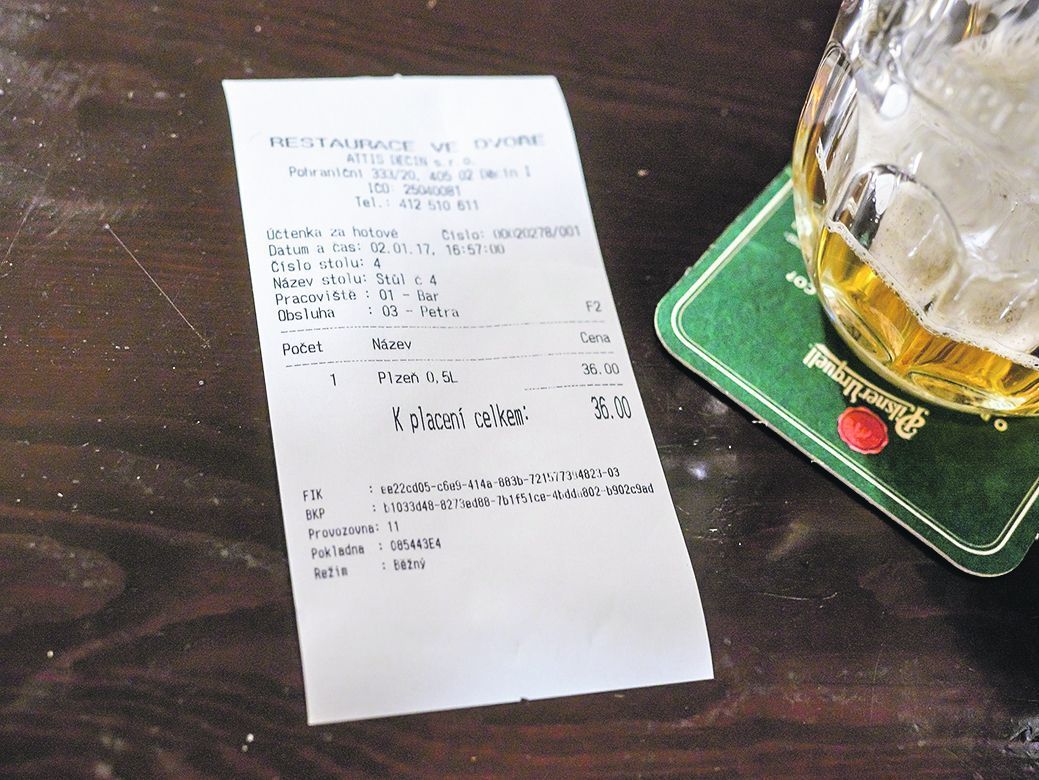 RESTAURACE VE DVOŘE
ATTIS DĚČÍN s.r.o.
Pohraniční 333/20, 405 02 Děčín I
IČO: 25040081
Tel.: 412 510 611
Účtenka za hotové Číslo: 00020278/001
Datum a čas: 02.01.17, 16:57:00
Číslo stolu: 4
Název stolu: Stůl č 4
Pracoviště : 01 - Bar
Obsluha : 03 - Petra F2
Počet Název Cena
1 Plzeň 0,5L 36.00
K placení celkem: 36.00
FIK :
BKP :
Provozovna: 11
Pokladna : 085443E4
Režim : Běžný
Pilsner Urquell